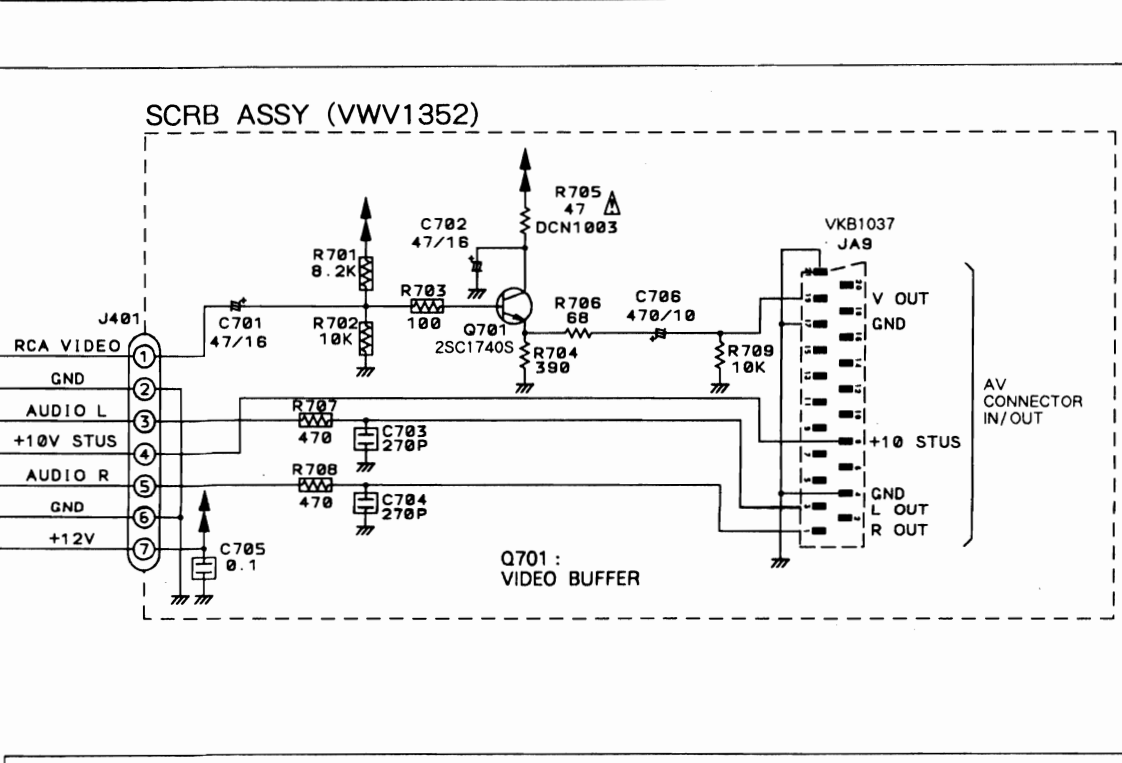 SCRB ASSY (VWV1352)
R705
47
DCN1003
C702
47/16
VKB1037
JA9
R701
8.2K
R703
100
C701
47/16
R702
10K
Q701
2SC1740S
R706
68
C706
470/10
R704
390
R709
10K
V OUT
GND
J401
RCA VIDEO
1
GND
2
AUDIO L
3
+10V STUS
4
AUDIO R
5
GND
6
+12V
7
R707
470
C703
270P
R708
470
C704
270P
C705
0.1
+10 STUS
GND
L OUT
R OUT
AV
CONNECTOR
IN/OUT
Q701 :
VIDEO BUFFER